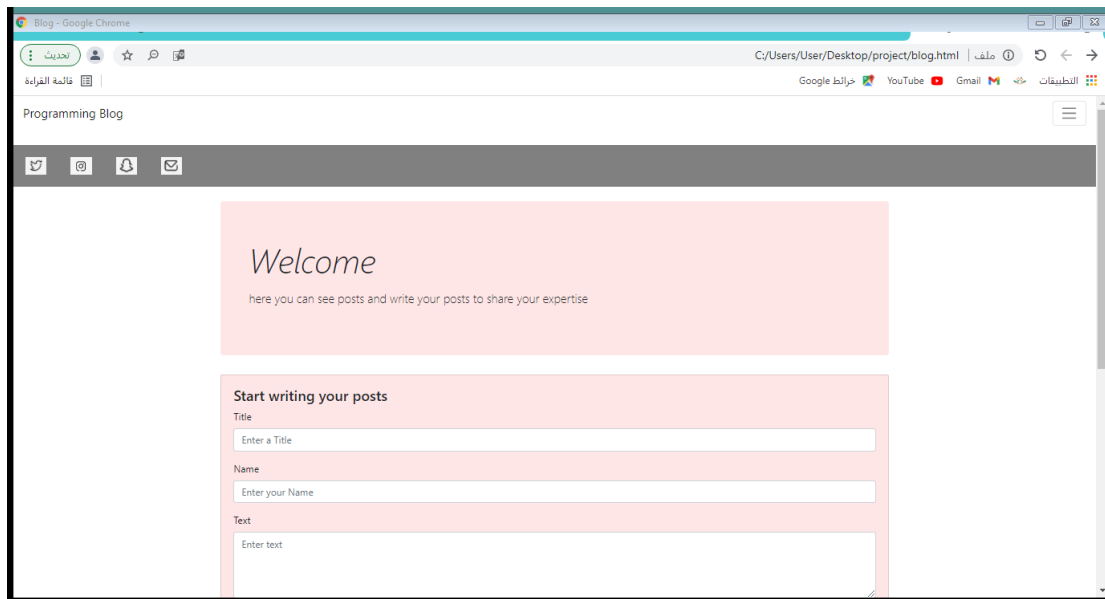 Blog - Google Chrome
تحديث
ملف | C:/Users/User/Desktop/project/blog.html
التطبيقات Gmail YouTube خرائط Google
قائمة القراءة
Programming Blog
Welcome
here you can see posts and write your posts to share your expertise
Start writing your posts
Title
Enter a Title
Name
Enter your Name
Text
Enter text